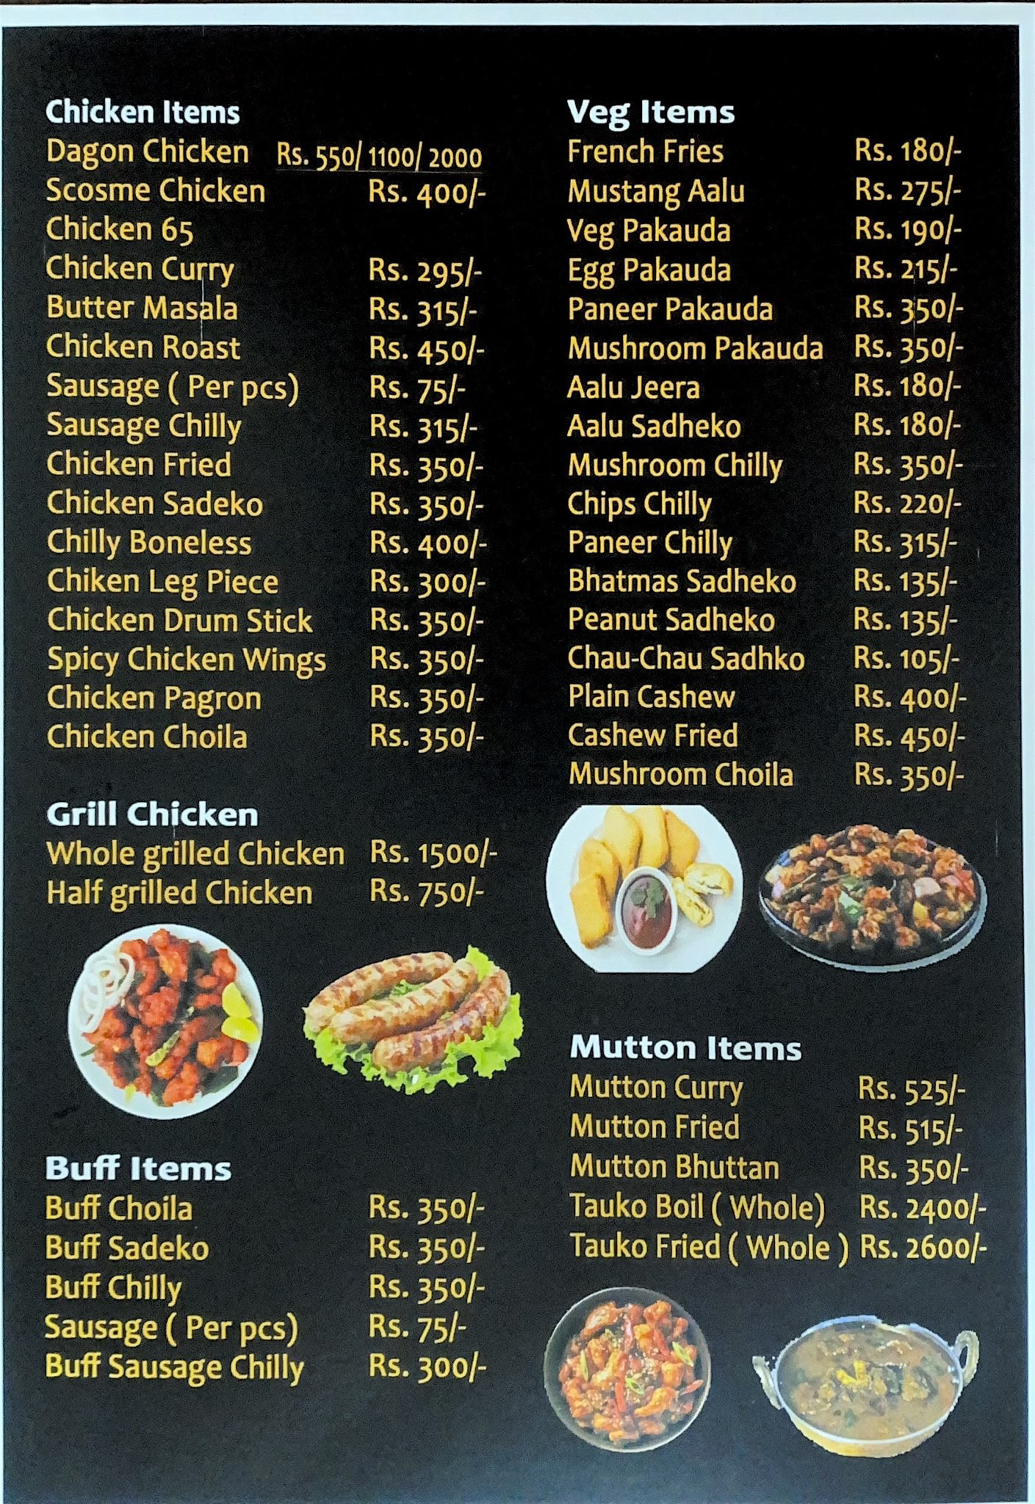 Chicken Items
Dagon Chicken Rs. 550/ 1100/ 2000
Scosme Chicken Rs. 400/-
Chicken 65
Chicken Curry Rs. 295/-
Butter Masala Rs. 315/-
Chicken Roast Rs. 450/-
Sausage ( Per pcs) Rs. 75/-
Sausage Chilly Rs. 315/-
Chicken Fried Rs. 350/-
Chicken Sadeko Rs. 350/-
Chilly Boneless Rs. 400/-
Chiken Leg Piece Rs. 300/-
Chicken Drum Stick Rs. 350/-
Spicy Chicken Wings Rs. 350/-
Chicken Pagron Rs. 350/-
Chicken Choila Rs. 350/-
Grill Chicken
Whole grilled Chicken Rs. 1500/-
Half grilled Chicken Rs. 750/-
Buff Items
Buff Choila Rs. 350/-
Buff Sadeko Rs. 350/-
Buff Chilly Rs. 350/-
Sausage ( Per pcs) Rs. 75/-
Buff Sausage Chilly Rs. 300/-
Veg Items
French Fries Rs. 180/-
Mustang Aalu Rs. 275/-
Veg Pakauda Rs. 190/-
Egg Pakauda Rs. 215/-
Paneer Pakauda Rs. 350/-
Mushroom Pakauda Rs. 350/-
Aalu Jeera Rs. 180/-
Aalu Sadheko Rs. 180/-
Mushroom Chilly Rs. 350/-
Chips Chilly Rs. 220/-
Paneer Chilly Rs. 315/-
Bhatmas Sadheko Rs. 135/-
Peanut Sadheko Rs. 135/-
Chau-Chau Sadhko Rs. 105/-
Plain Cashew Rs. 400/-
Cashew Fried Rs. 450/-
Mushroom Choila Rs. 350/-
Mutton Items
Mutton Curry Rs. 525/-
Mutton Fried Rs. 515/-
Mutton Bhuttan Rs. 350/-
Tauko Boil ( Whole) Rs. 2400/-
Tauko Fried ( Whole ) Rs. 2600/-